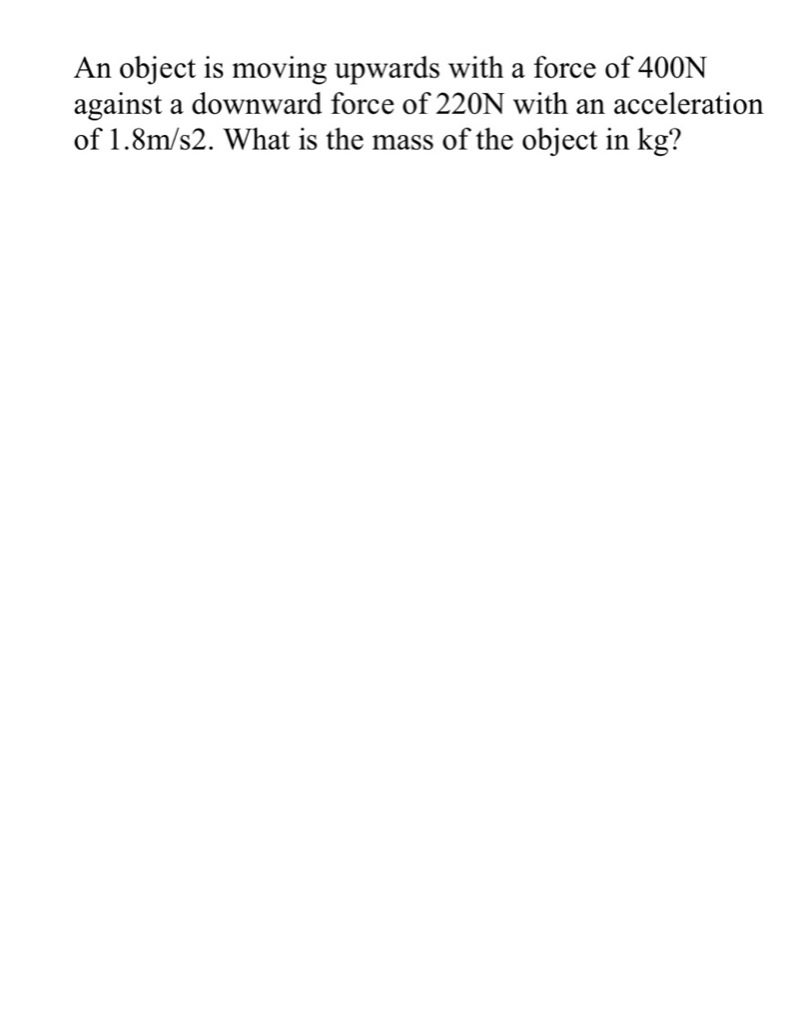 An object is moving upwards with a force of 400N
against a downward force of 220N with an acceleration
of 1.8m/s2. What is the mass of the object in kg?